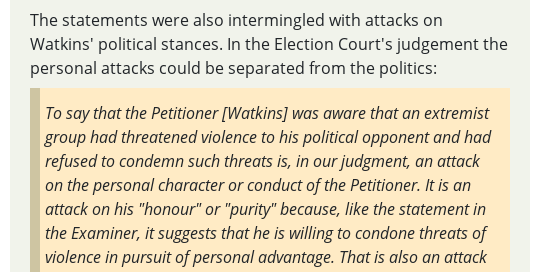 The statements were also intermingled with attacks on
Watkins' political stances. In the Election Court's judgement the
personal attacks could be separated from the politics:
To say that the Petitioner [Watkins] was aware that an extremist
group had threatened violence to his political opponent and had
refused to condemn such threats is, in our judgment, an attack
on the personal character or conduct of the Petitioner. It is an
attack on his "honour" or "purity" because, like the statement in
the Examiner, it suggests that he is willing to condone threats of
violence in pursuit of personal advantage. That is also an attack